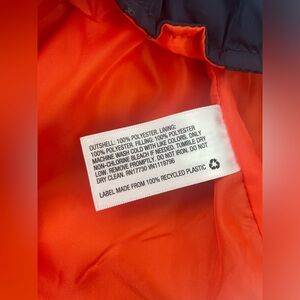 OUTSHELL: 100% POLYESTER. LINING:
100% POLYESTER. FILLING: 100% POLYESTER.
MACHINE WASH COLD WITH LIKE COLORS. ONLY
NON-CHLORINE BLEACH IF NEEDED. TUMBLE DRY
LOW. REMOVE PROMPTLY. DO NOT IRON. DO NOT
DRY CLEAN. RN17730 VN1119798
LABEL MADE FROM 100% RECYCLED PLASTIC